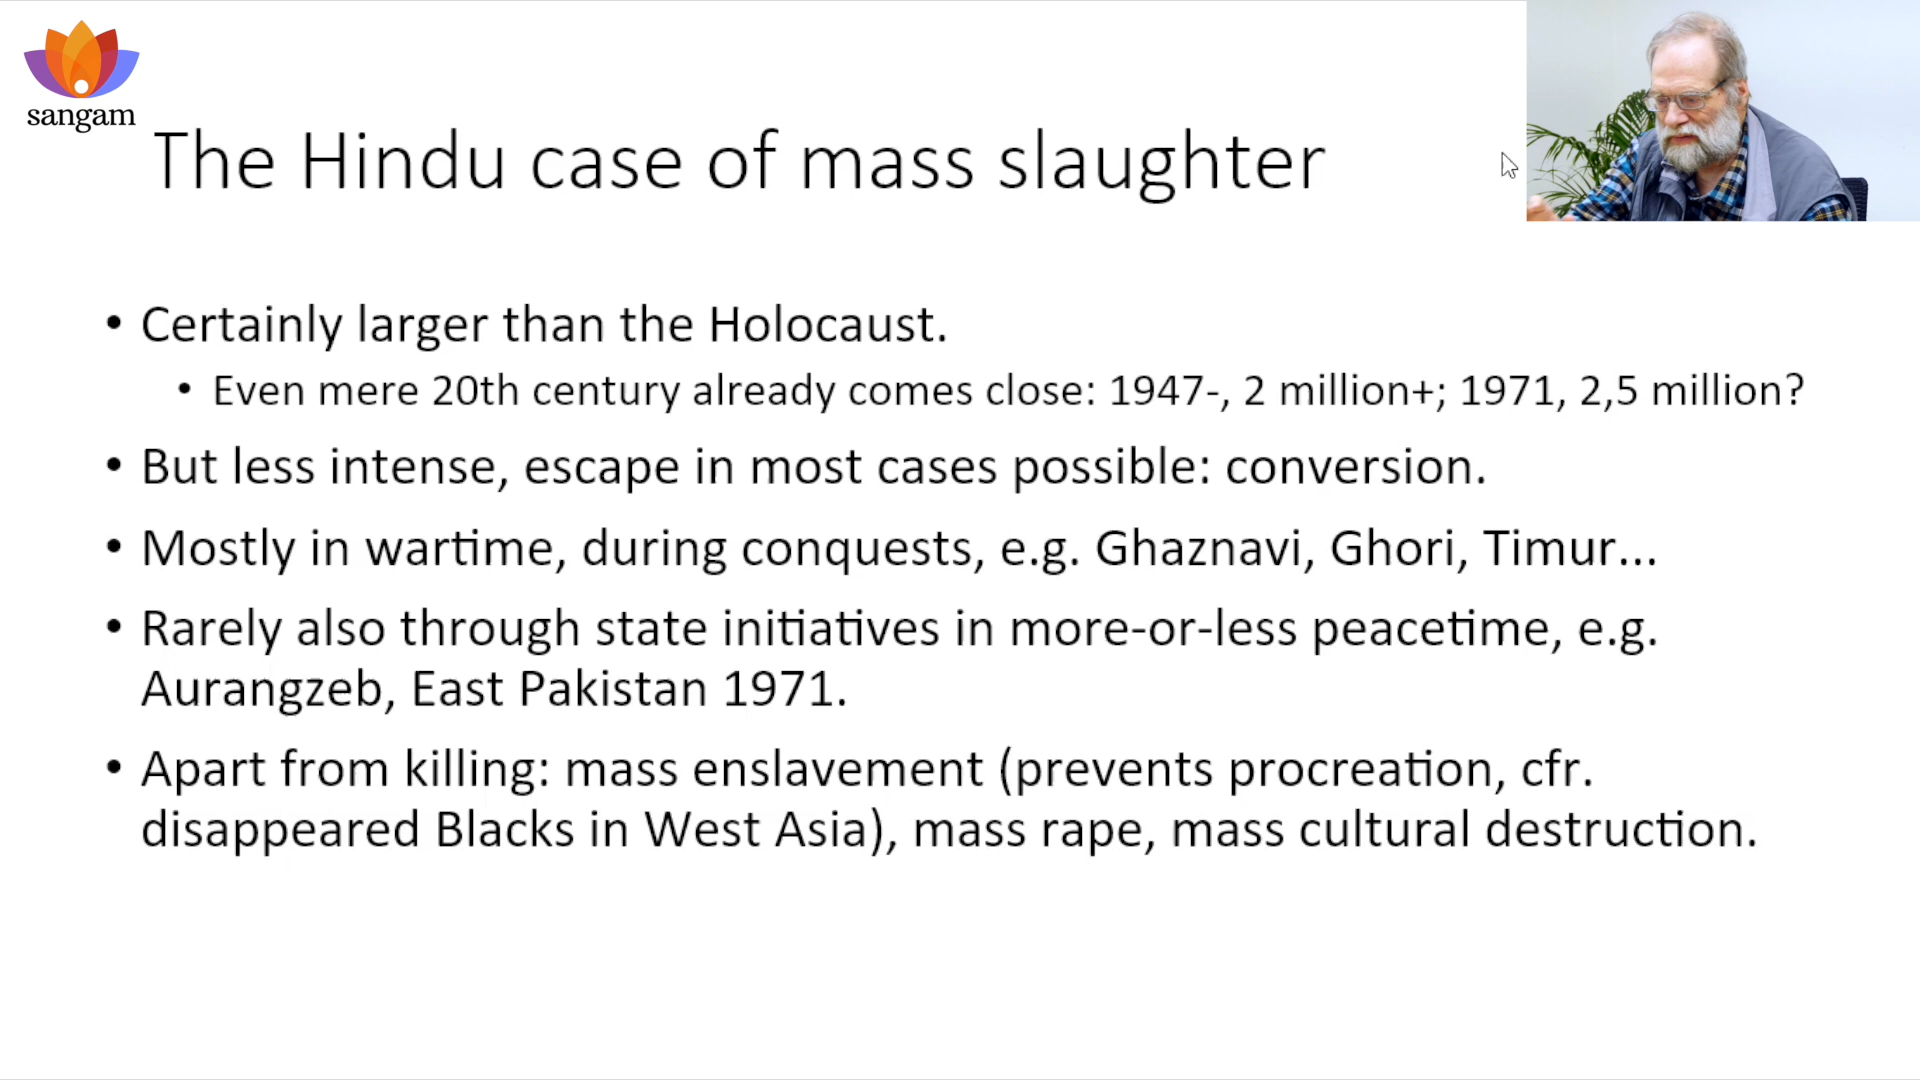 sangam
The Hindu case of mass slaughter
• Certainly larger than the Holocaust.
• Even mere 20th century already comes close: 1947-, 2 million+; 1971, 2,5 million?
• But less intense, escape in most cases possible: conversion.
• Mostly in wartime, during conquests, e.g. Ghaznavi, Ghori, Timur...
• Rarely also through state initiatives in more-or-less peacetime, e.g.
Aurangzeb, East Pakistan 1971.
• Apart from killing: mass enslavement (prevents procreation, cfr.
disappeared Blacks in West Asia), mass rape, mass cultural destruction.